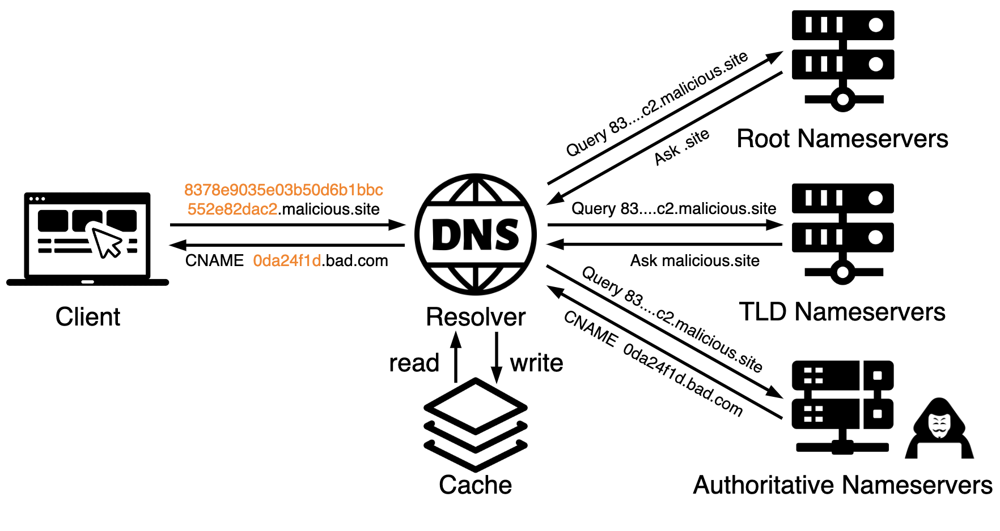 Query 83....c2.malicious.site
Ask .site
Root Nameservers
8378e9035e03b50d6b1bbc
552e82dac2.malicious.site
CNAME 0da24f1d.bad.com
Client
DNS
Resolver
Query 83....c2.malicious.site
Ask malicious.site
TLD Nameservers
Query 83....c2.malicious.site
CNAME 0da24f1d.bad.com
read
write
Cache
Authoritative Nameservers